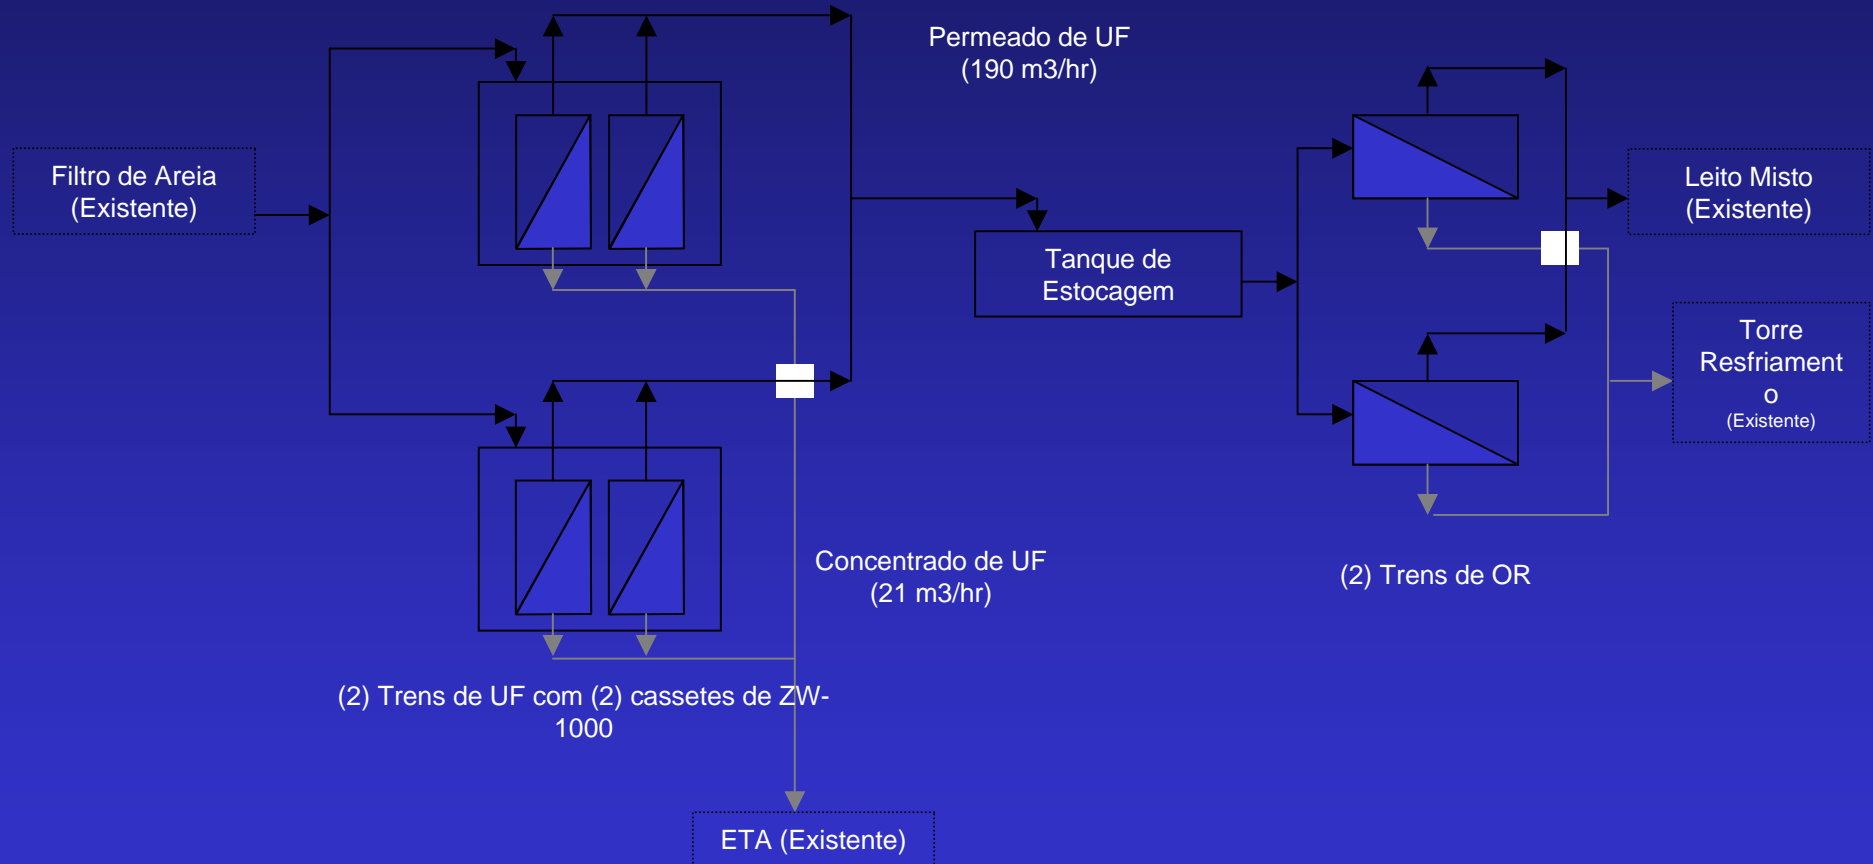 Permeado de UF
(190 m3/hr)
Filtro de Areia
(Existente)
Leito Misto
(Existente)
Tanque de
Estocagem
Torre
Resfriament
o
(Existente)
Concentrado de UF
(21 m3/hr)
(2) Trens de OR
(2) Trens de UF com (2) cassetes de ZW-
1000
ETA (Existente)